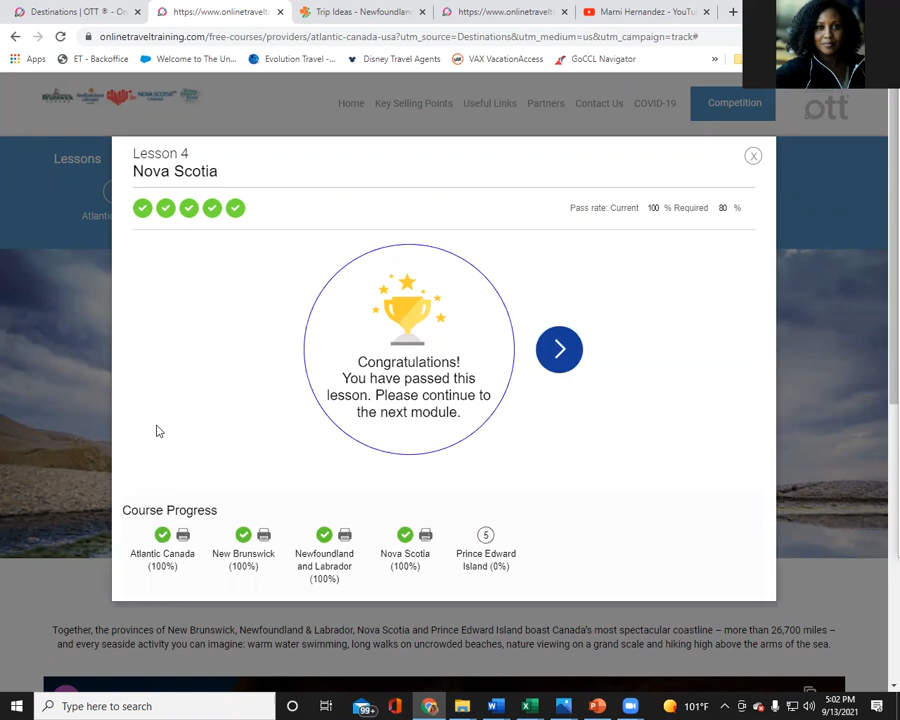 Destinations | OTT ® - On
https://www.onlinetravelt
Trip Ideas - Newfoundlan
https://www.onlinetravelt
Marni Hernandez - YouTu
onlinetraveltraining.com/free-courses/providers/atlantic-canada-usa?utm_source=Destinations&utm_medium=us&utm_campaign=track#
Apps
ET - Backoffice
Welcome to the Uni...
Evolution Travel -...
Disney Travel Agents
VAX VacationAccess
GoCCL Navigator
»
Brunswick
Home
Key Selling Points
Useful Links
Partners
Contact Us
COVID-19
Competition
ott
Lessons
Atlantic
Lesson 4
Nova Scotia
X
Pass rate: Current 100 % Required 80 %
Congratulations!
You have passed this
lesson. Please continue to
the next module.
Course Progress
5
Atlantic Canada
(100%)
New Brunswick
(100%)
Newfoundland
and Labrador
(100%)
Nova Scotia
(100%)
Prince Edward
Island (0%)
Together, the provinces of New Brunswick, Newfoundland & Labrador, Nova Scotia and Prince Edward Island boast Canada's most spectacular coastline – more than 26,700 miles –
and every seaside activity you can imagine: warm water swimming, long walks on uncrowded beaches, nature viewing on a grand scale and hiking high above the arms of the sea.
Type here to search
99+
101°F
5:02 PM
9/13/2021